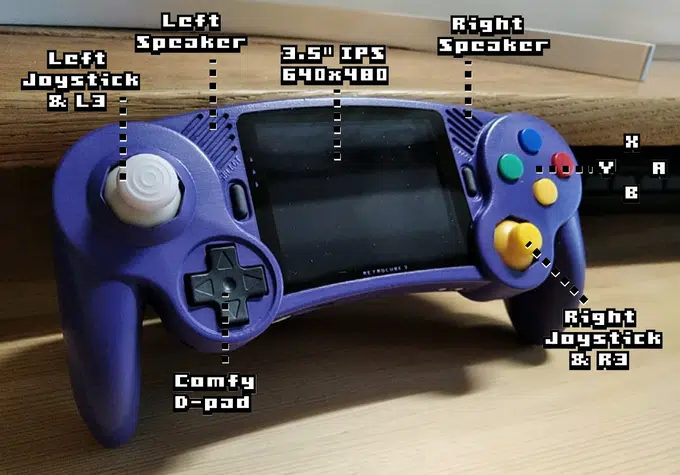 Left
Speaker
Right
Speaker
Left
Joystick
& L3
3.5" IPS
640x480
X
Y
A
B
Right
Joystick
& R3
Comfy
D-pad